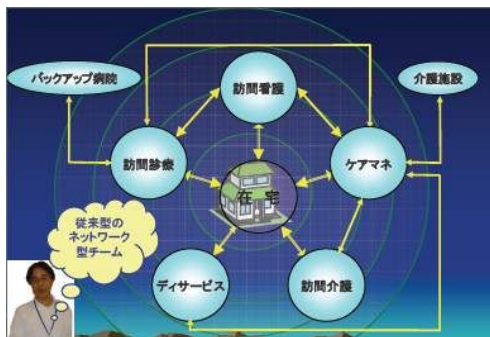 訪問看護
バックアップ病院
介護施設
訪問診療
ケアマネ
在 宅
従来型の
ネットワーク
型チーム
ディサービス
訪問介護